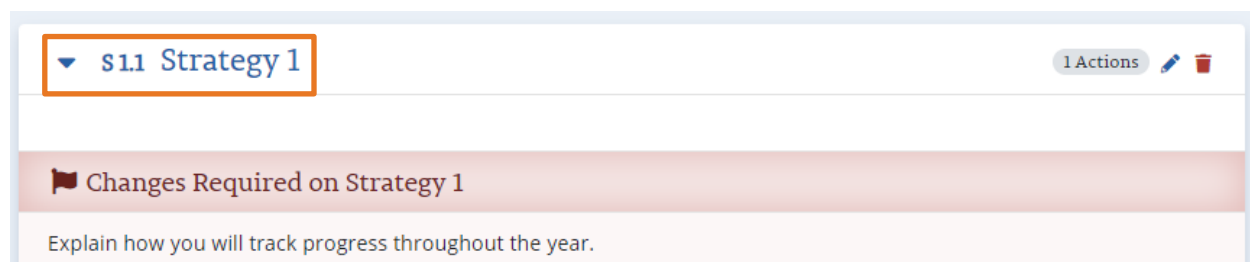 S 1.1 Strategy 1
1 Actions
Changes Required on Strategy 1
Explain how you will track progress throughout the year.